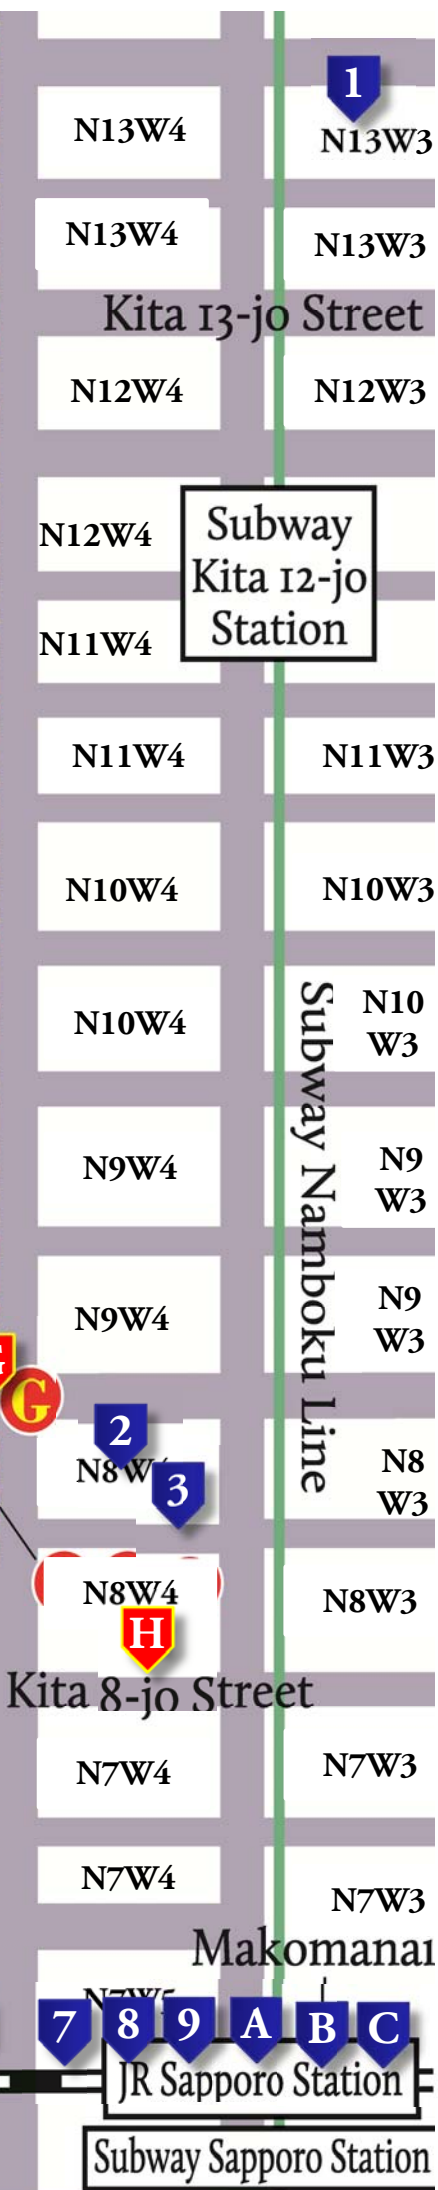 1
N13W4
N13W3
N13W4
N13W3
Kita 13-jo Street
N12W4
N12W3
N12W4
Subway
Kita 12-jo
Station
N11W4
N11W4
N11W3
N10W4
N10W3
N10W4
N10
W3
Subway Namboku Line
N9W4
N9
W3
N9W4
N9
W3
G
2
N8W4
3
N8
W3
N8W4
N8W3
H
Kita 8-jo Street
N7W4
N7W3
N7W4
N7W3
Makomanai
N7W5
7
8
9
A
B
C
JR Sapporo Station
Subway Sapporo Station